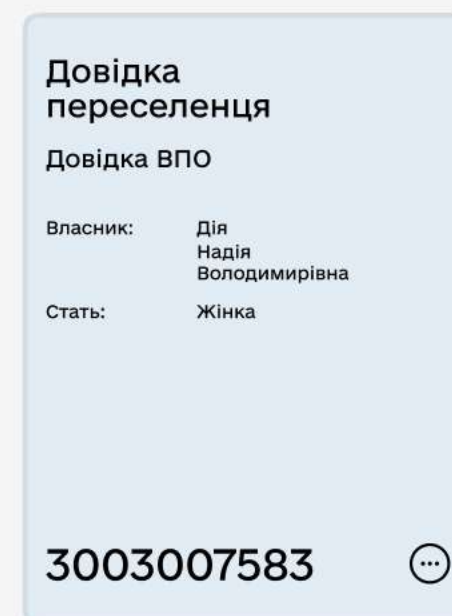 Довідка
переселенця
Довідка ВПО
Власник: Дія
Надія
Володимирівна
Стать: Жінка
3003007583